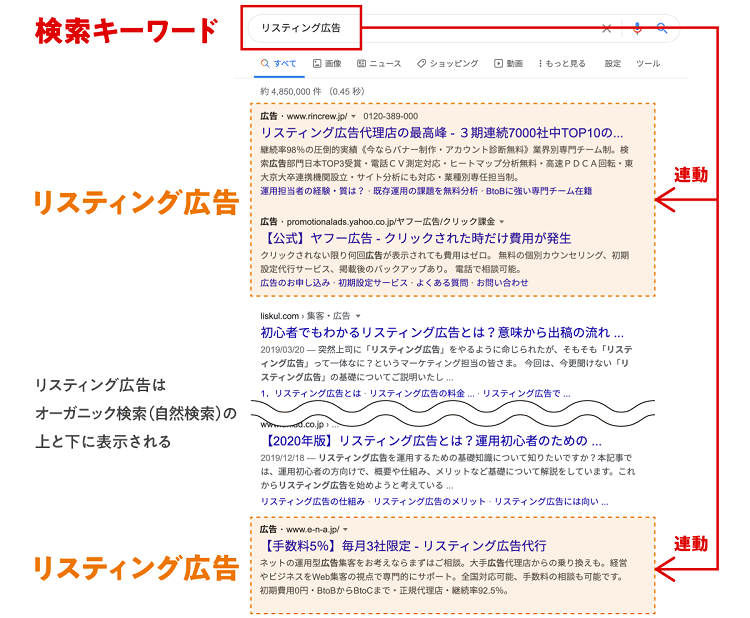 検索キーワード
リスティング広告
すべて 画像 ニュース ショッピング 動画 もっと見る 設定 ツール
約 4,850,000 件 (0.45 秒)
広告・www.rincrew.jp/ 0120-389-000
リスティング広告代理店の最高峰 - 3期連続7000社中TOP10の...
継続率98%の圧倒的実績《今ならバナー制作・アカウント診断無料》業界別専門チーム制。検
索広告部門日本TOP3受賞・電話CV測定対応・ヒートマップ分析無料・高速PDCA回転・東
大京大卒連携機関設立・サイト分析にも対応・業種別専任担当制。
運用担当者の経験・質は?・既存運用の課題を無料分析・BtoBに強い専門チーム在籍
連動
リスティング広告
広告・promotionalads.yahoo.co.jp/ヤフー広告/クリック課金
【公式】ヤフー広告 - クリックされた時だけ費用が発生
クリックされない限り何回広告が表示されても費用はゼロ。 無料の個別カウンセリング、初期
設定代行サービス、掲載後のバックアップあり。 電話で相談可能。
広告のお申し込み・初期設定サービス・よくある質問・お問い合わせ
liskul.com › 集客・広告
初心者でもわかるリスティング広告とは?意味から出稿の流れ ...
2019/03/20 — 突然上司に「リスティング広告」をやるように命じられたが、そもそも「リステ
ィング広告」って一体なに?というマーケティング担当の皆さま。 今回は、今更聞けない「リ
スティング広告」の基礎についてご説明いたし ...
1. リスティング広告とは・リスティング広告の料金 ...・リスティング広告で ...
リスティング広告は
オーガニック検索(自然検索)の
上と下に表示される
【2020年版】リスティング広告とは?運用初心者のための ...
2019/12/18 — リスティング広告を運用するための基礎知識について知りたいですか?本記事で
は、運用初心者の方向けで、概要や仕組み、メリットなど基礎について解説をしています。これ
からリスティング広告を始めようと考えている ...
リスティング広告の仕組み・リスティング広告のメリット・リスティング広告には向い ...
広告・www.e-n-a.jp/
【手数料5%】毎月3社限定 - リスティング広告代行
連動
リスティング広告
ネットの運用型広告集客をお考えならまずはご相談。大手広告代理店からの乗り換えも。経営
やビジネスをWeb集客の視点で専門的にサポート。全国対応可能、手数料の相談も可能です。
初期費用0円・BtoBからBtoCまで・正規代理店・継続率92.5%。